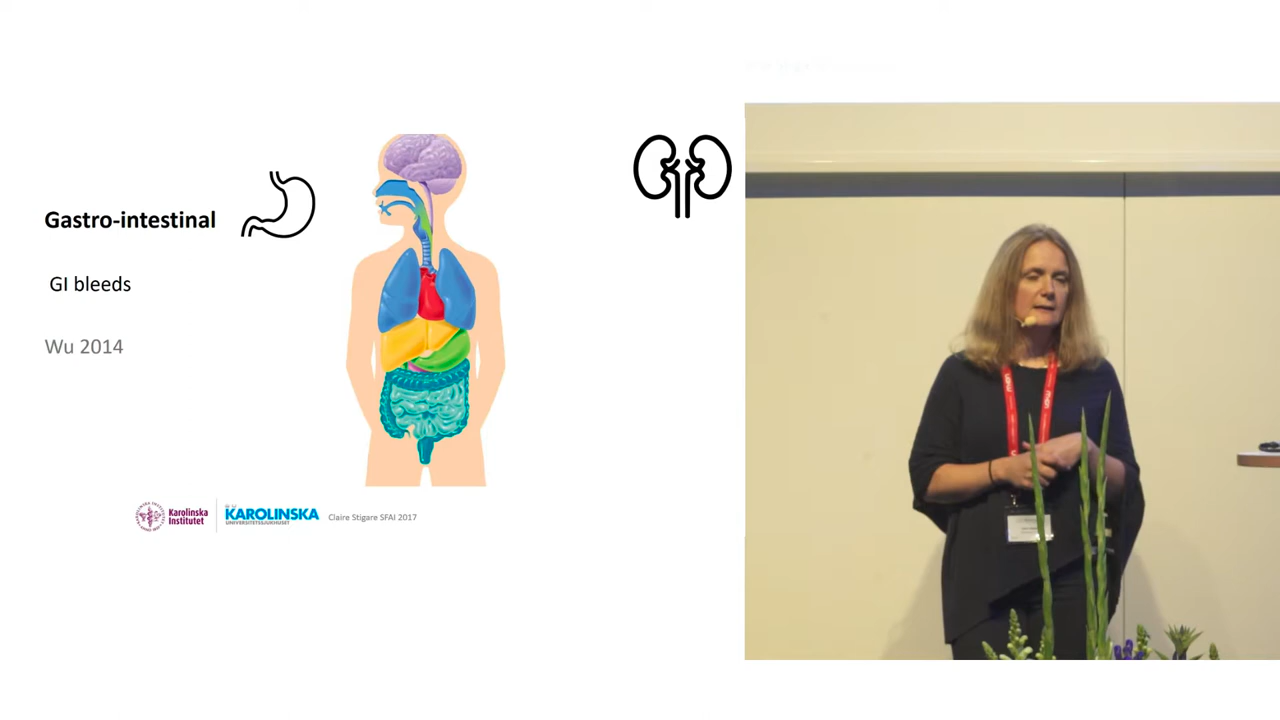 Gastro-intestinal
GI bleeds
Wu 2014
Karolinska
Institutet
KAROLINSKA
UNIVERSITETSSJUKHUSET
Claire Stigare SFAI 2017